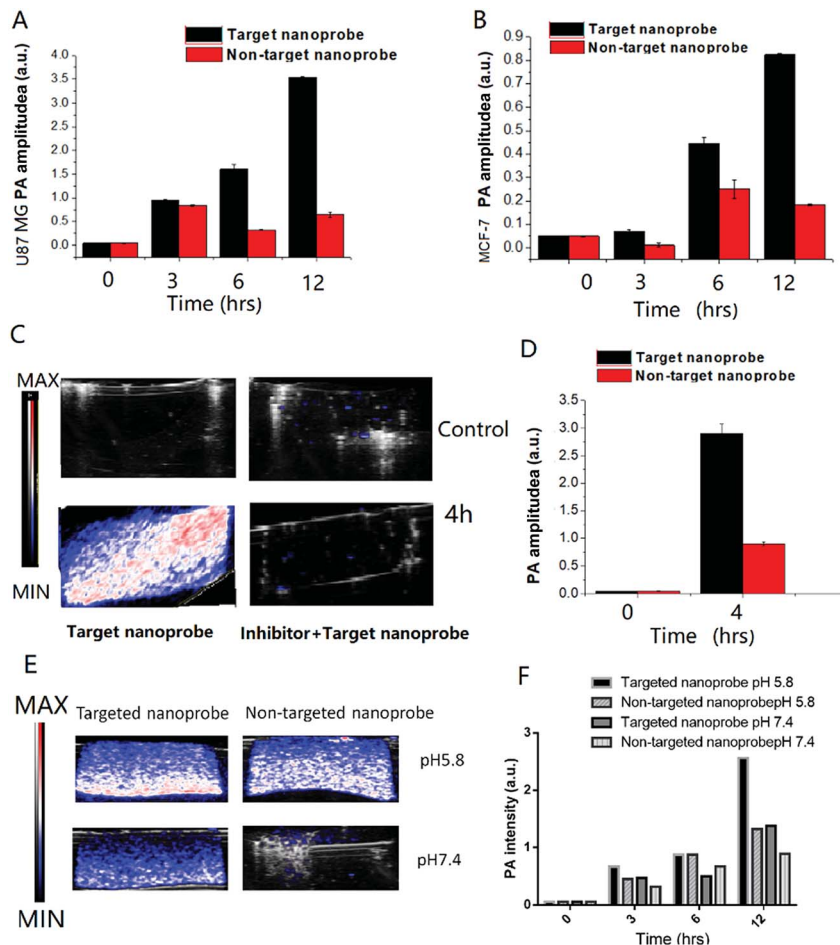 A
Target nanoprobe
Non-target nanoprobe
U87 MG PA amplitudea (a.u.)
4.0
3.5
3.0
2.5
2.0
1.5
1.0
0.5
0.0
0 3 6 12
Time (hrs)
B
Target nanoprobe
Non-target nanoprobe
MCF-7 PA amplitudea (a.u.)
0.9
0.8
0.6
0.5
0.4
0.2
0.1
0.0
0 3 6 12
Time (hrs)
C
MAX
MIN
Control
4h
Target nanoprobe Inhibitor+Target nanoprobe
D
Target nanoprobe
Non-target nanoprobe
PA amplitudea (a.u.)
3.5
3.0
2.5
2.0
1.5
1.0
0.5
0.0
0 4
Time (hrs)
E
MAX
MIN
Targeted nanoprobe Non-targeted nanoprobe
pH5.8
pH7.4
F
Targeted nanoprobe pH 5.8
Non-targeted nanoprobepH 5.8
Targeted nanoprobe pH 7.4
Non-targeted nanoprobepH 7.4
PA intensity (a.u.)
3
2
1
0
0 3 6 12
Time (hrs)